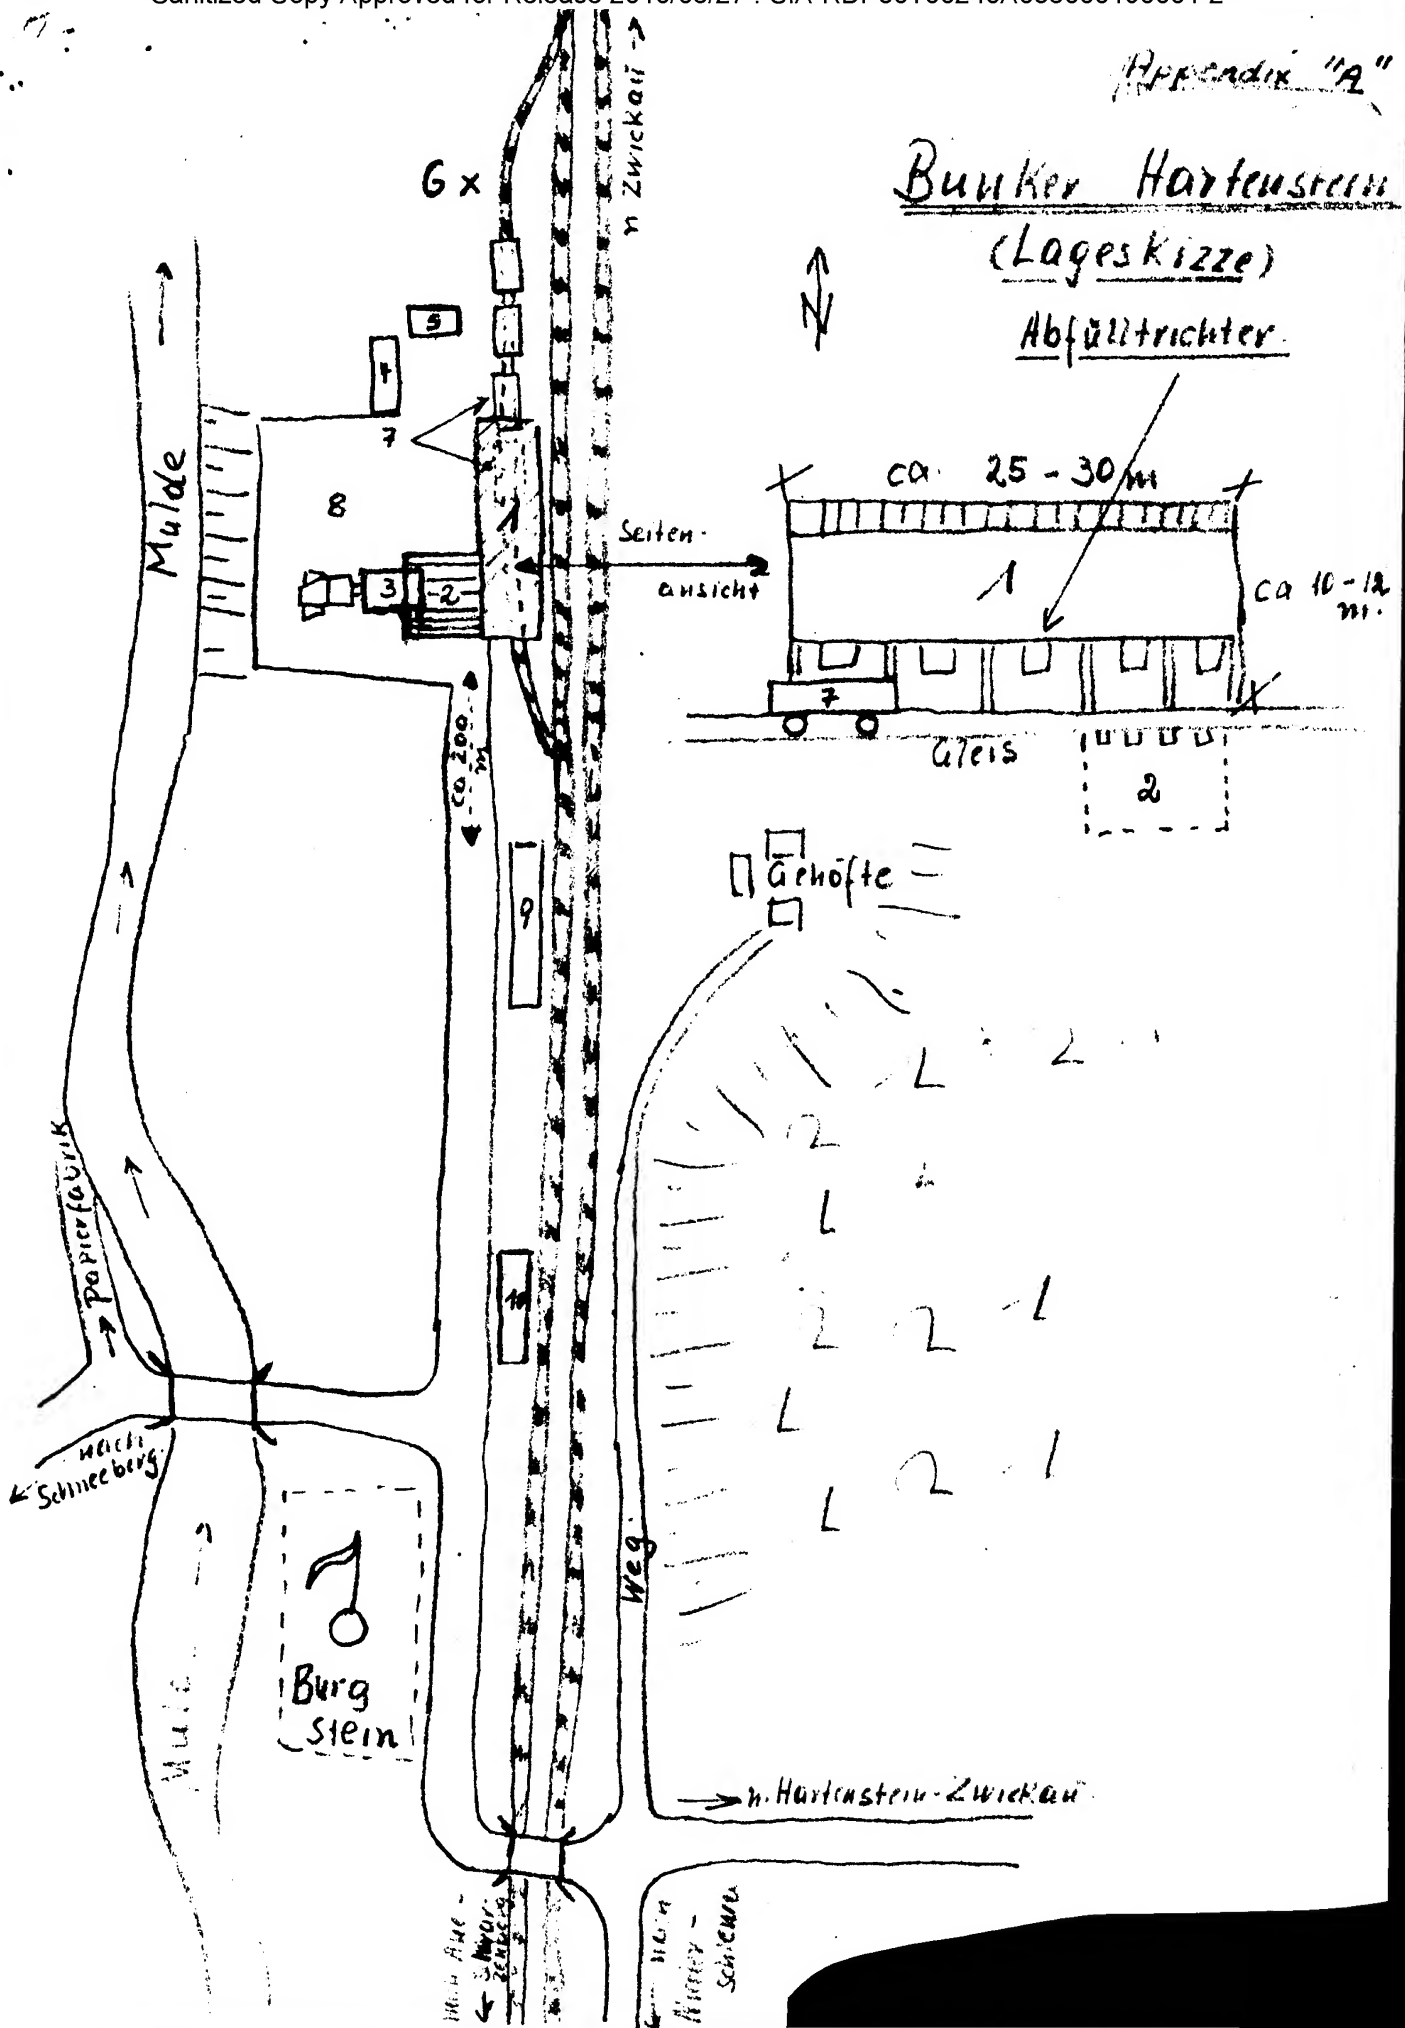 Appendix "A"
Bunker Hartenstein
(Lageskizze)
Abfülltrichter
n Zwickau →
6 x
N
5
4
7
8
1
3
-2-
Mulde
Seiten-
ansicht
ca. 25 - 30 m
1
ca 10-12
m.
7
Gleis
2
ca 200
m
9
Gehöfte
10
→ Papierfabrik
nach
← Schneeberg
Weg
Burg
stein
→ n. Hartenstein-Zwickau